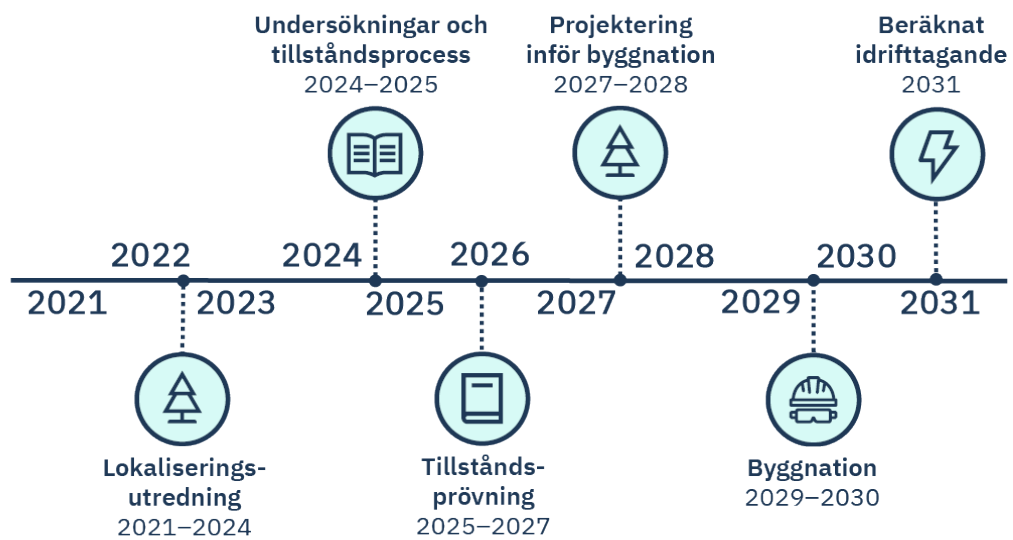 Undersökningar och
tillståndsprocess
2024–2025
Projektering
inför byggnation
2027–2028
Beräknat
idrifttagande
2031
2022
2024
2026
2028
2030
2021
2023
2025
2027
2029
2031
Lokaliserings-
utredning
2021–2024
Tillstånds-
prövning
2025–2027
Byggnation
2029–2030